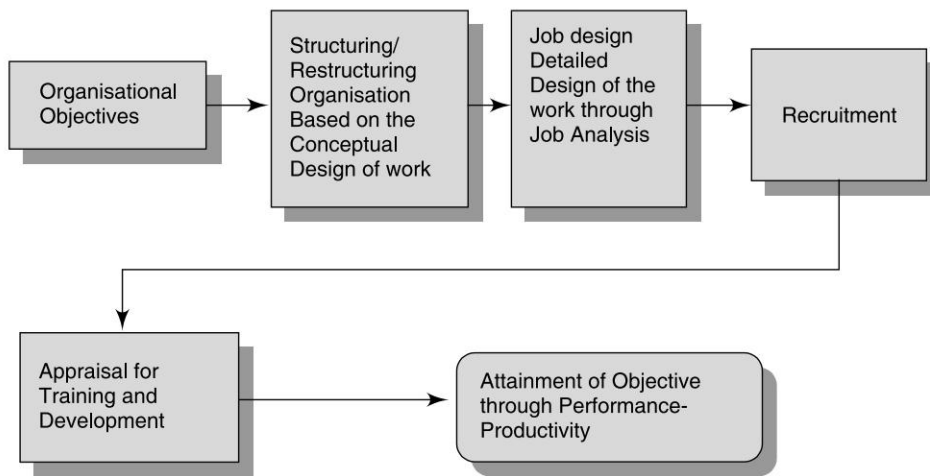 Organisational
Objectives
Structuring/
Restructuring
Organisation
Based on the
Conceptual
Design of work
Job design
Detailed
Design of the
work through
Job Analysis
Recruitment
Appraisal for
Training and
Development
Attainment of Objective
through Performance-
Productivity